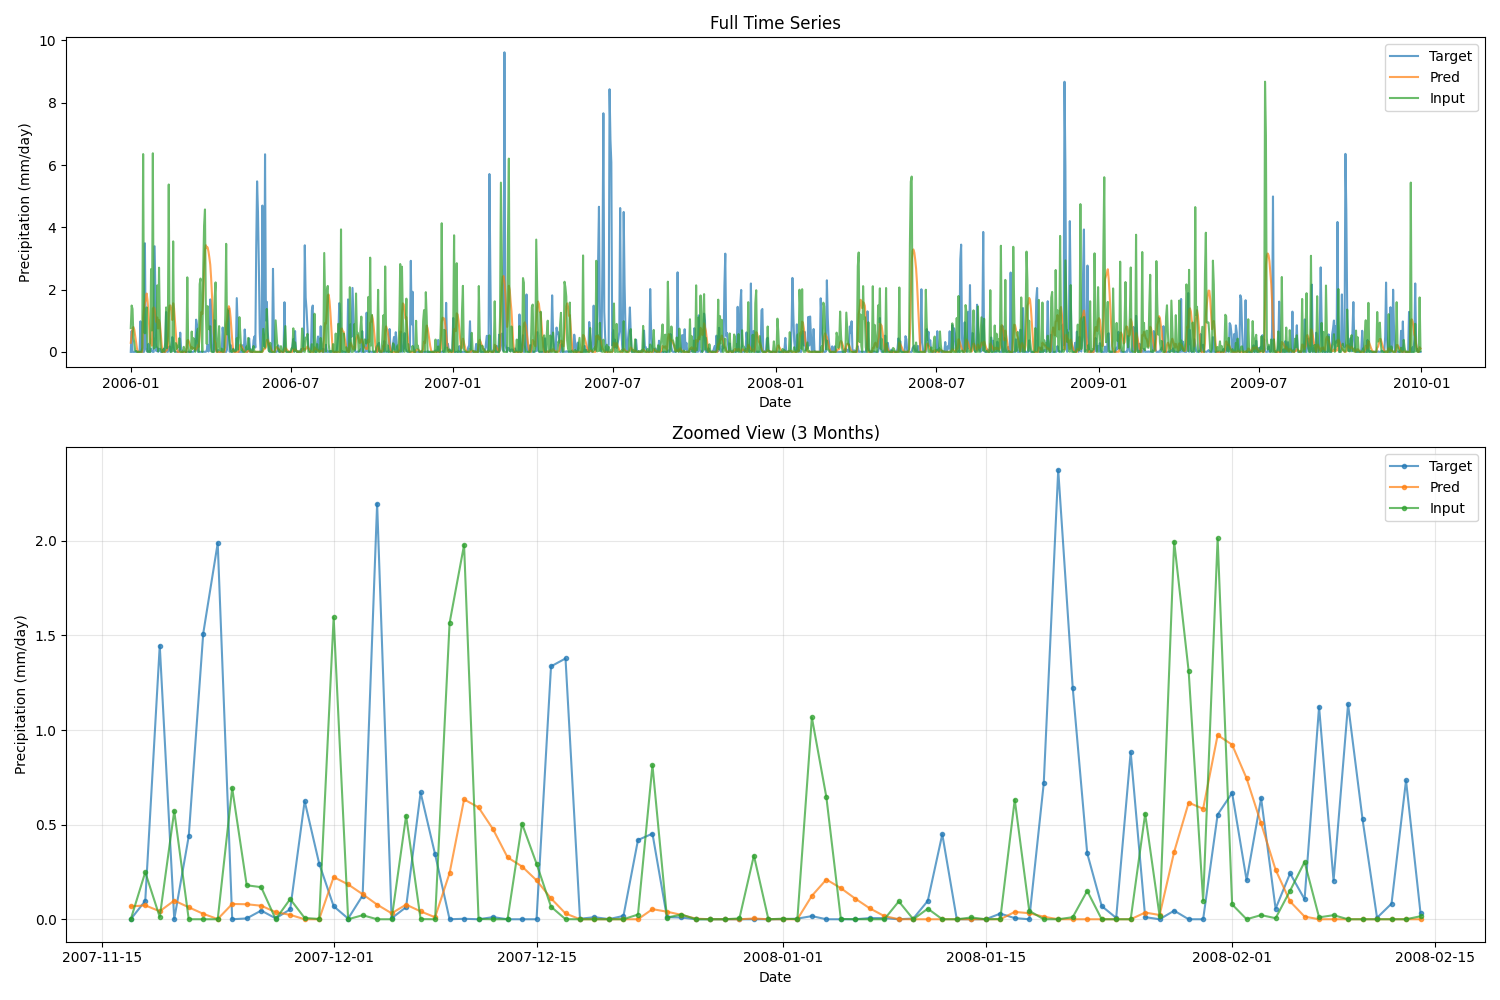 Full Time Series
Precipitation (mm/day)
10
8
6
4
2
0
Target
Pred
Input
2006-01
2006-07
2007-01
2007-07
2008-01
2008-07
2009-01
2009-07
2010-01
Date
Zoomed View (3 Months)
Precipitation (mm/day)
2.0
1.5
1.0
0.5
0.0
Target
Pred
Input
2007-11-15
2007-12-01
2007-12-15
2008-01-01
2008-01-15
2008-02-01
2008-02-15
Date